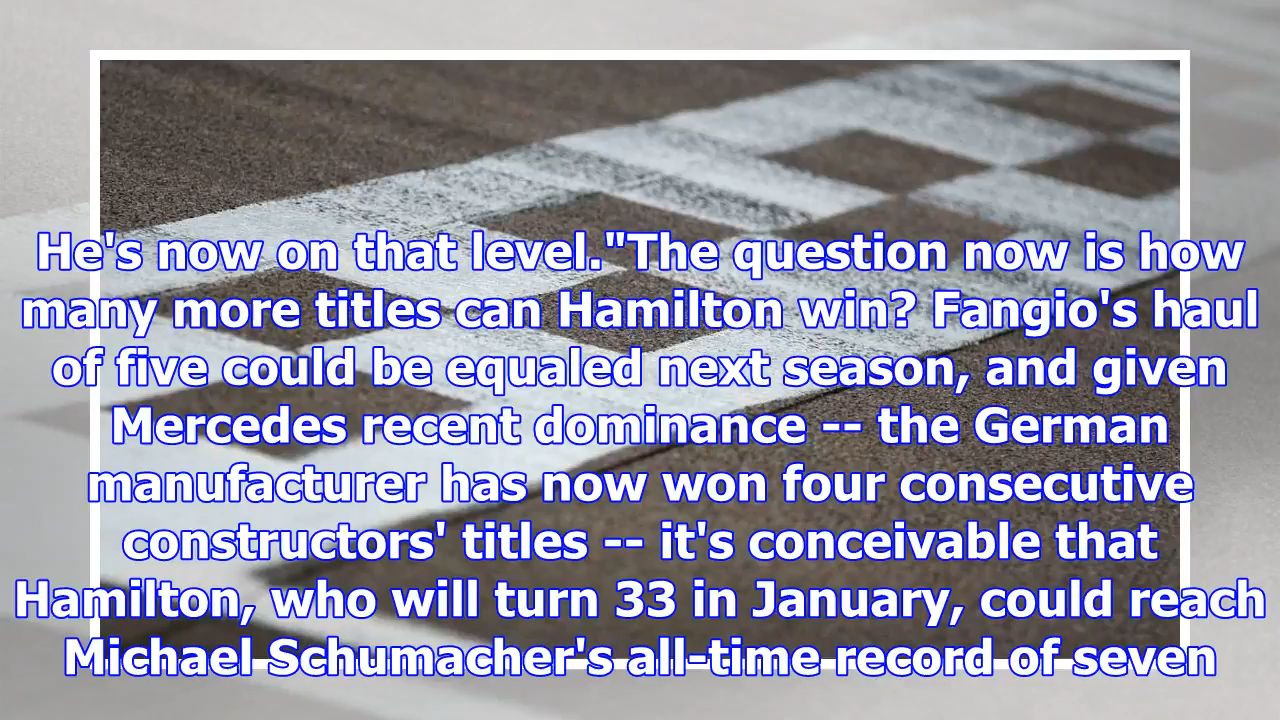 He's now on that level."The question now is how
many more titles can Hamilton win? Fangio's haul
of five could be equaled next season, and given
Mercedes recent dominance -- the German
manufacturer has now won four consecutive
constructors' titles -- it's conceivable that
Hamilton, who will turn 33 in January, could reach
Michael Schumacher's all-time record of seven